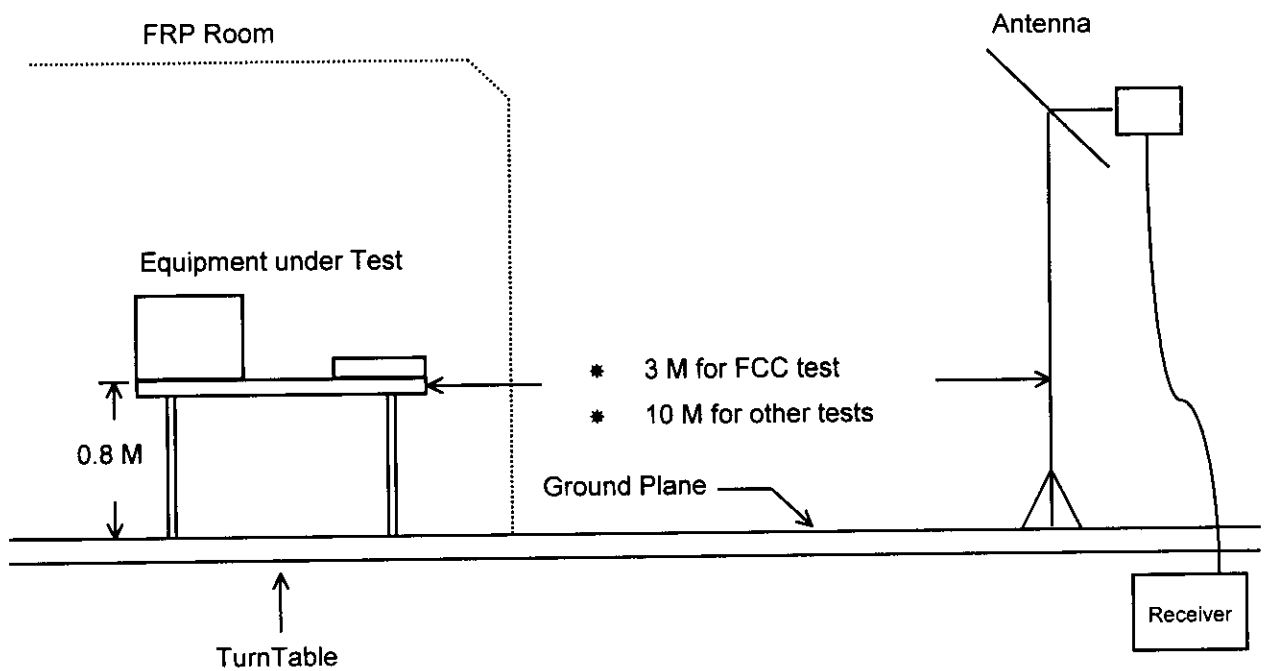 FRP Room
Antenna
Equipment under Test
* 3 M for FCC test
* 10 M for other tests
0.8 M
Ground Plane
Receiver
TurnTable